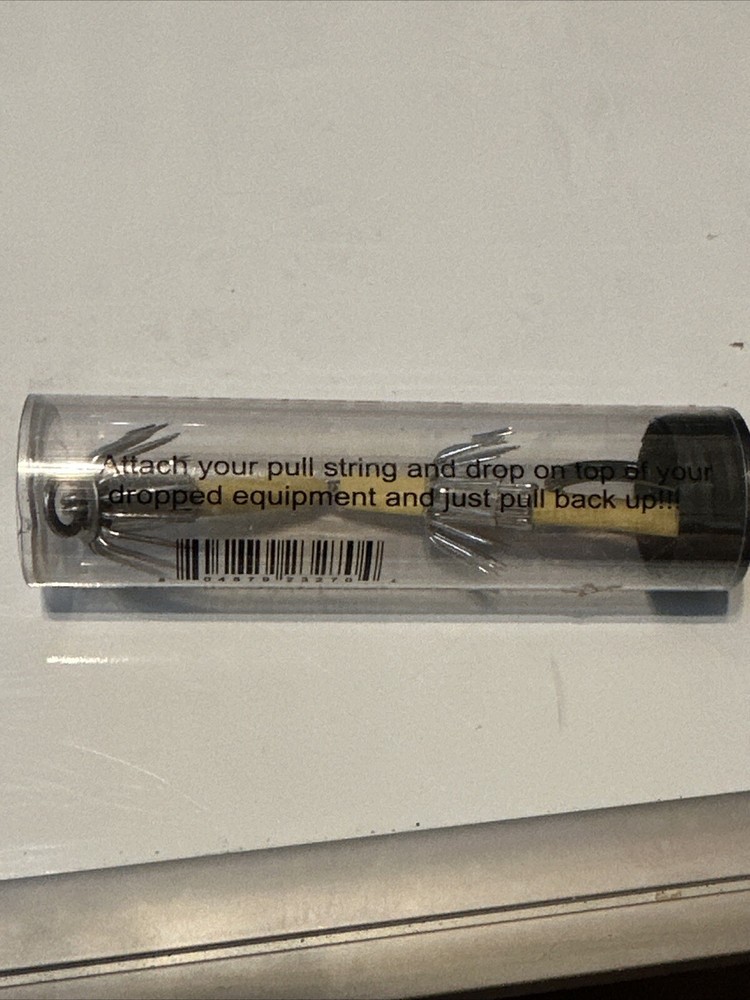 Attach your pull string and drop on top of your
dropped equipment and just pull back up!!!